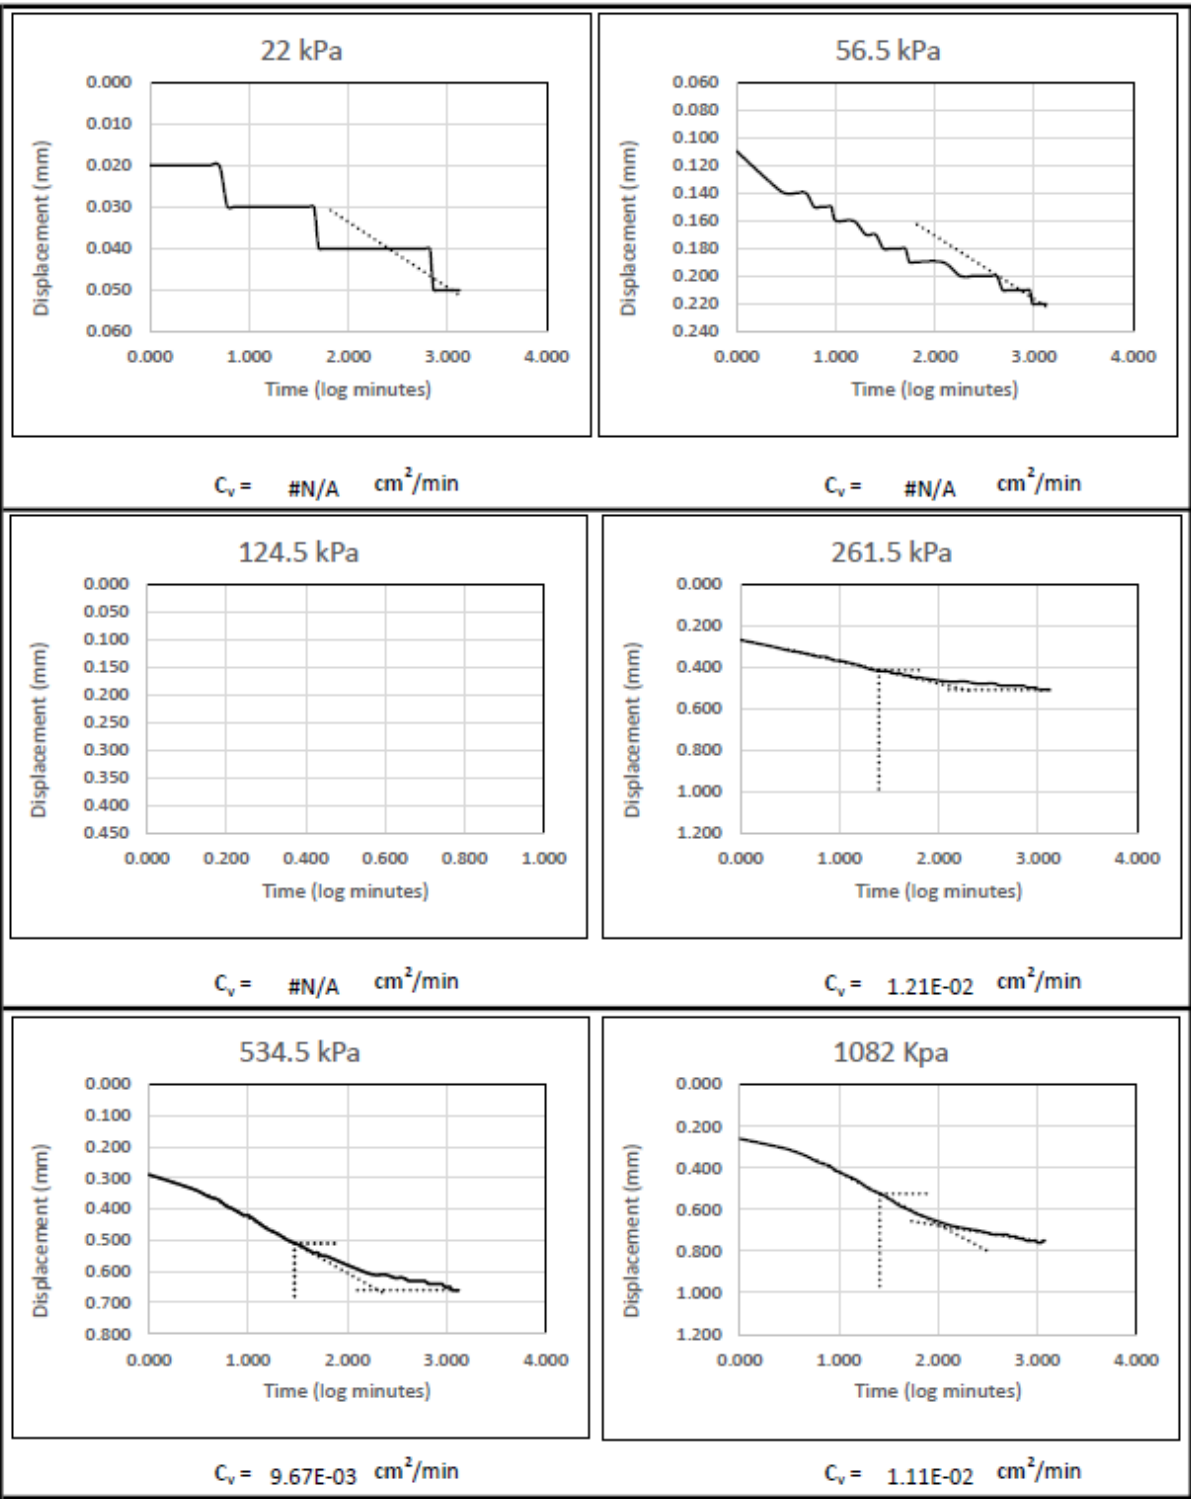 22 kPa
0.000
0.010
0.020
0.030
0.040
0.050
0.060
Displacement (mm)
0.000 1.000 2.000 3.000 4.000
Time (log minutes)
Cv = #N/A cm²/min
56.5 kPa
0.060
0.080
0.100
0.120
0.140
0.160
0.180
0.200
0.220
0.240
Displacement (mm)
0.000 1.000 2.000 3.000 4.000
Time (log minutes)
Cv = #N/A cm²/min
124.5 kPa
0.000
0.050
0.100
0.150
0.200
0.250
0.300
0.350
0.400
0.450
Displacement (mm)
0.000 0.200 0.400 0.600 0.800 1.000
Time (log minutes)
Cv = #N/A cm²/min
261.5 kPa
0.000
0.200
0.400
0.600
0.800
1.000
1.200
Displacement (mm)
0.000 1.000 2.000 3.000 4.000
Time (log minutes)
Cv = 1.21E-02 cm²/min
534.5 kPa
0.000
0.100
0.200
0.300
0.400
0.500
0.600
0.700
0.800
Displacement (mm)
0.000 1.000 2.000 3.000 4.000
Time (log minutes)
Cv = 9.67E-03 cm²/min
1082 Kpa
0.000
0.200
0.400
0.600
0.800
1.000
1.200
Displacement (mm)
0.000 1.000 2.000 3.000 4.000
Time (log minutes)
Cv = 1.11E-02 cm²/min